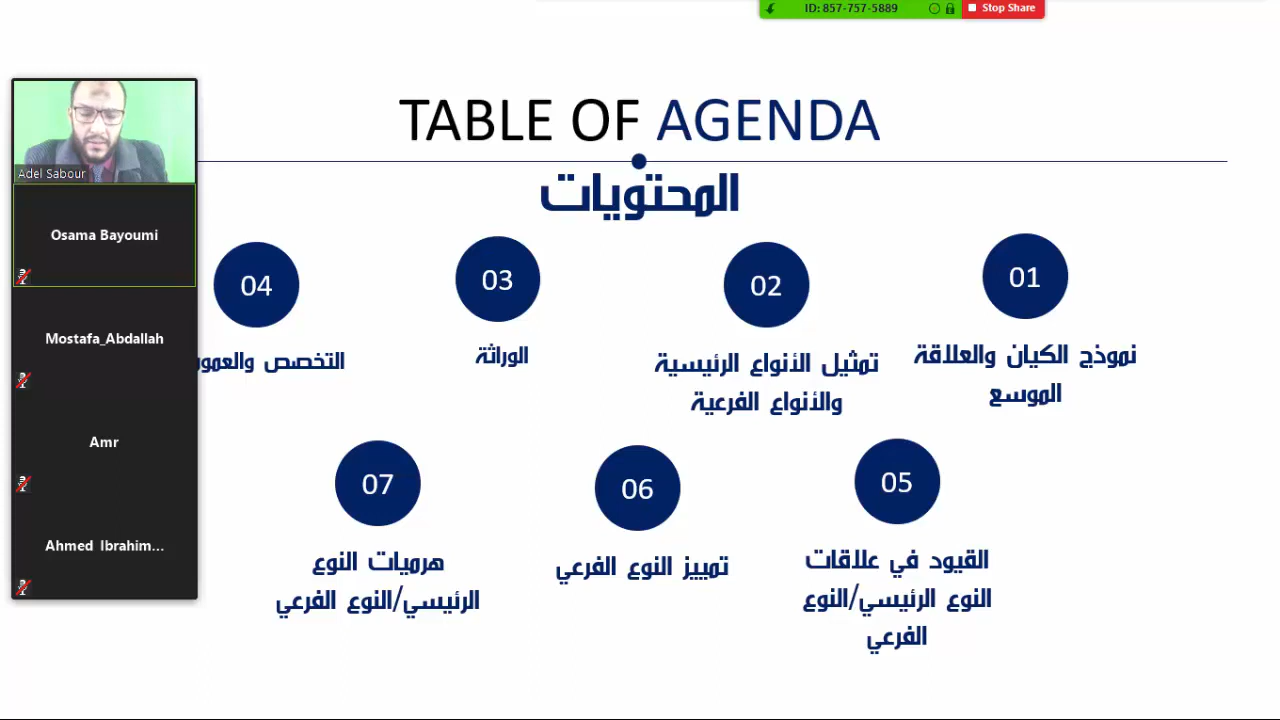 ID: 857-757-5889
Stop Share
TABLE OF AGENDA
المحتويات
Adel Sabour
Osama Bayoumi
Mostafa_Abdallah
Amr
Ahmed Ibrahim...
01
نموذج الكيان والعلاقة
الموسع
02
تمثيل الأنواع الرئيسية
والأنواع الفرعية
03
الوراثة
04
التخصص
05
القيود في علاقات
النوع الرئيسي/النوع
الفرعي
06
تمييز النوع الفرعي
07
هرميات النوع
الرئيسي/النوع الفرعي